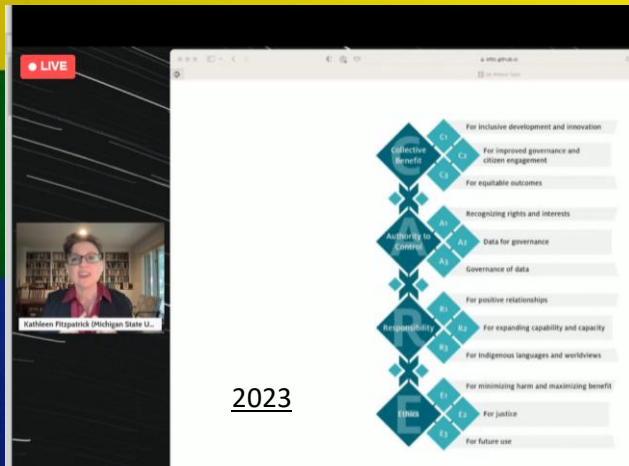 LIVE
Kathleen Fitzpatrick (Michigan State U...
2023
C
Collective
Benefit
C1
For inclusive development and innovation
C2
For improved governance and
citizen engagement
C3
For equitable outcomes
A
Authority to
Control
A1
Recognizing rights and interests
A2
Data for governance
A3
Governance of data
R
Responsibility
R1
For positive relationships
R2
For expanding capability and capacity
R3
For Indigenous languages and worldviews
E
Ethics
E1
For minimizing harm and maximizing benefit
E2
For justice
E3
For future use